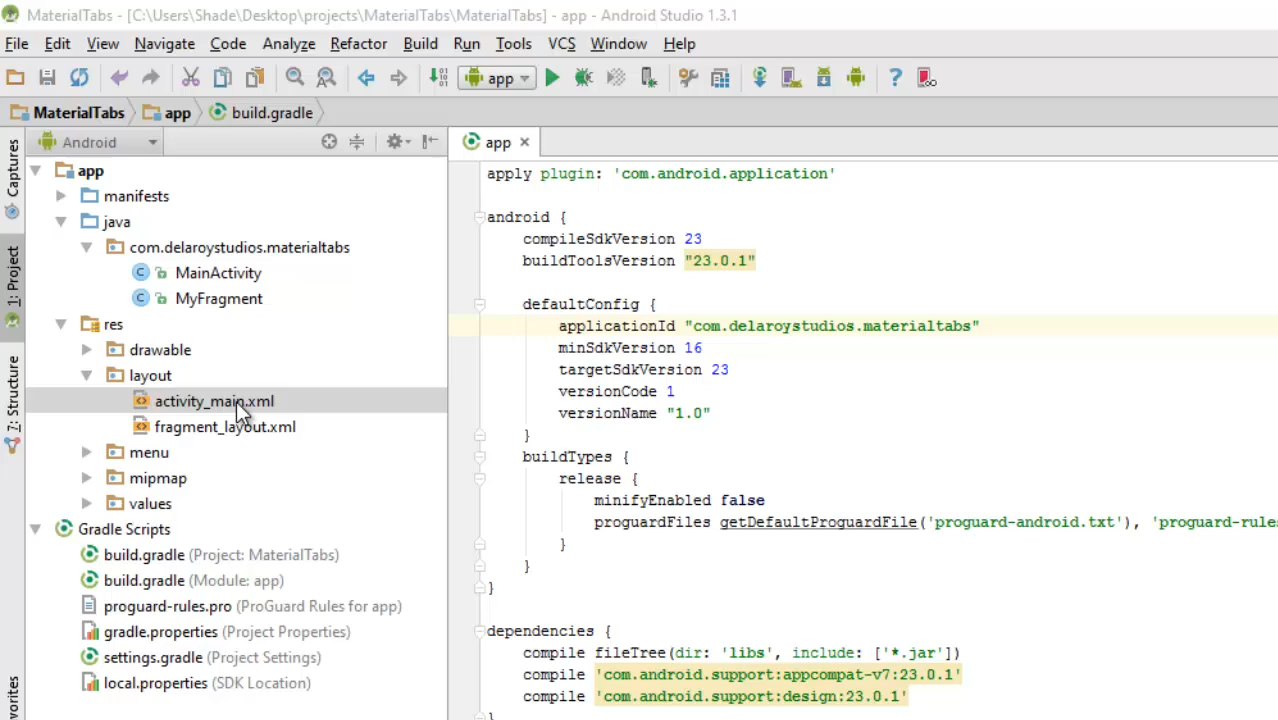 MaterialTabs - [C:\Users\Shade\Desktop\projects\MaterialTabs\MaterialTabs] - app - Android Studio 1.3.1
File Edit View Navigate Code Analyze Refactor Build Run Tools VCS Window Help
app
MaterialTabs app build.gradle
Captures
1: Project
7: Structure
Android
app
manifests
java
com.delaroystudios.materialtabs
MainActivity
MyFragment
res
drawable
layout
activity_main.xml
fragment_layout.xml
menu
mipmap
values
Gradle Scripts
build.gradle (Project: MaterialTabs)
build.gradle (Module: app)
proguard-rules.pro (ProGuard Rules for app)
gradle.properties (Project Properties)
settings.gradle (Project Settings)
local.properties (SDK Location)
app
apply plugin: 'com.android.application'
android {
compileSdkVersion 23
buildToolsVersion "23.0.1"
defaultConfig {
applicationId "com.delaroystudios.materialtabs"
minSdkVersion 16
targetSdkVersion 23
versionCode 1
versionName "1.0"
}
buildTypes {
release {
minifyEnabled false
proguardFiles getDefaultProguardFile('proguard-android.txt'), 'proguard-rules
}
}
}
dependencies {
compile fileTree(dir: 'libs', include: ['*.jar'])
compile 'com.android.support:appcompat-v7:23.0.1'
compile 'com.android.support:design:23.0.1'
}